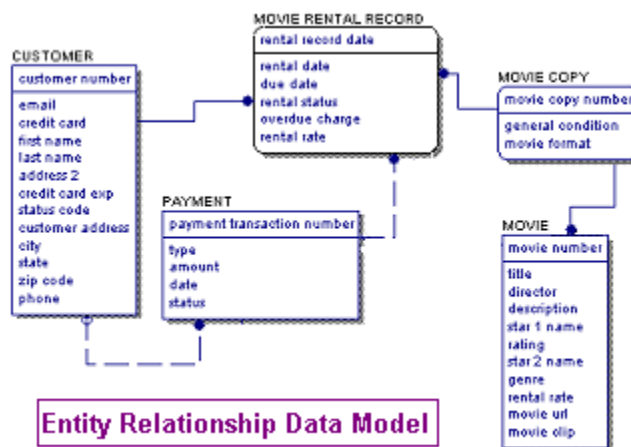 MOVIE RENTAL RECORD
rental record date
rental date
due date
rental status
overdue charge
rental rate
CUSTOMER
customer number
email
credit card
first name
last name
address 2
credit card exp
status code
customer address
city
state
zip code
phone
MOVIE COPY
movie copy number
general condition
movie format
PAYMENT
payment transaction number
type
amount
date
status
MOVIE
movie number
title
director
description
star 1 name
rating
star 2 name
genre
rental rate
movie url
movie clip
Entity Relationship Data Model